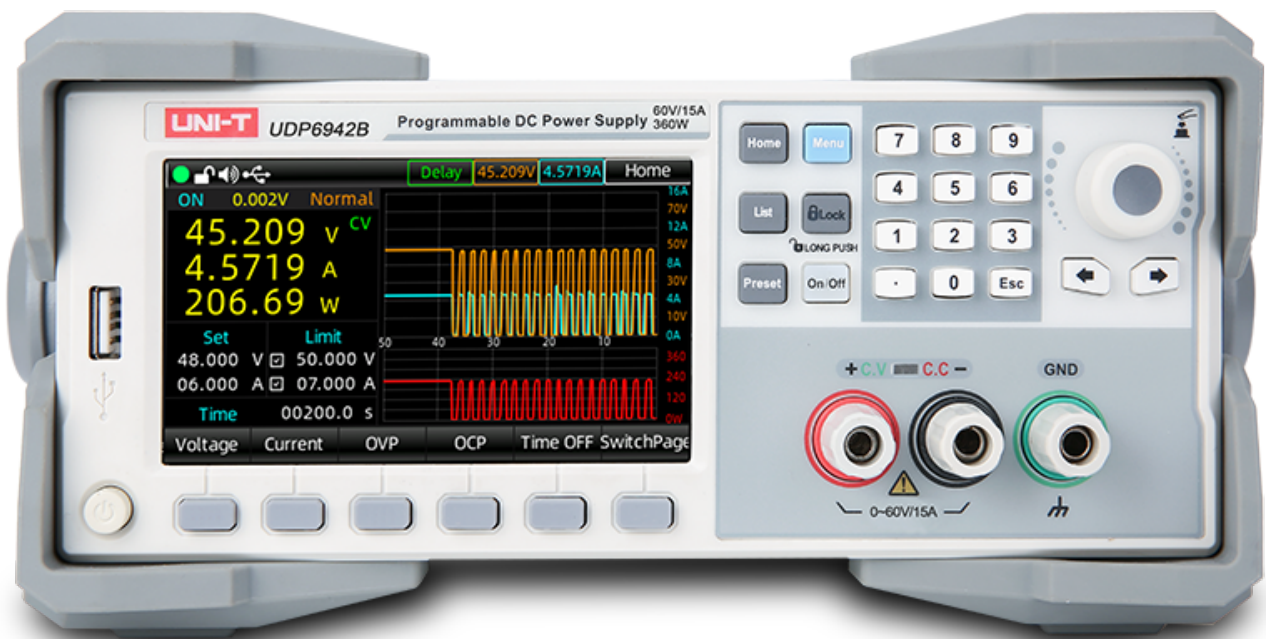 UNI-T UDP6942B Programmable DC Power Supply 60V/15A
360W
Delay 45.209V 4.5719A Home
ON 0.002V Normal
45.209 V CV
4.5719 A
206.69 W
Set Limit
48.000 V 50.000 V
06.000 A 07.000 A
Time 00200.0 s
16A
70V
12A
50V
8A
30V
4A
10V
0A
50 40 30 20 10
360
240
120
0W
Voltage Current OVP OCP Time OFF SwitchPage
Home Menu 7 8 9
List Lock 4 5 6
LONG PUSH
1 2 3
Preset On/Off . 0 Esc
+ C.V C.C - GND
0~60V/15A